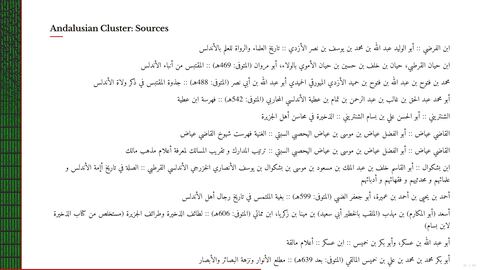 Andalusian Cluster: Sources
ابن الفرضي :: أبو الوليد عبد الله بن محمد بن يوسف بن نصر الأزدي :: تاريخ العلماء والرواة للعلم بالأندلس
ابن حيان القرطبي، حيان بن خلف بن حسين بن حيان الأموي بالولاء، أبو مروان (المتوفى: 469هـ) :: المقتبس من أنباء الأندلس
محمد بن فتوح بن عبد الله بن فتوح بن حميد الأزدي الميورقي الحميدي أبو عبد الله بن أبي نصر (المتوفى: 488هـ) :: جذوة المقتبس في ذكر ولاة الأندلس
أبو محمد عبد الحق بن غالب بن عبد الرحمن بن تمام بن عطية الأندلسي المحاربي (المتوفى: 542هـ) :: فهرسة ابن عطية
الشنتريني :: أبو الحسن علي بن بسام الشنتريني :: الذخيرة في محاسن أهل الجزيرة
القاضي عياض :: أبو الفضل عياض بن موسى بن عياض اليحصبي السبتي :: الغنية فهرست شيوخ القاضي عياض
القاضي عياض :: أبو الفضل عياض بن موسى بن عياض اليحصبي السبتي :: ترتيب المدارك و تقريب المسالك لمعرفة أعلام مذهب مالك
ابن بشكوال :: أبو القاسم خلف بن عبد الملك بن مسعود بن موسى بن بشكوال بن يوسف الأنصاري الخزرجي الأندلسي القرطبي :: الصلة في تاريخ أئمة الأندلس و
علمائهم و محدثيهم و فقهائهم و أدبائهم
أحمد بن يحيى بن أحمد بن عميرة، أبو جعفر الضبي (المتوفى: 599هـ) :: بغية الملتمس في تاريخ رجال أهل الأندلس
أسعد (أبو المكارم) بن مهذب (الملقب بالخطير أبي سعيد) بن مينا بن زكريا، ابن مماتي (المتوفى: 606هـ) :: لطائف الذخيرة وطرائف الجزيرة (مستخلص من كتاب الذخيرة
لابن بسام)
أبو عبد الله بن عسكر، وأبو بكر بن خميس :: ابن عسكر :: أعلام مالقة
أبو بكر محمد بن محمد بن علي بن خميس المالقي (المتوفى: بعد 639هـ) :: مطلع الأنوار ونزهة البصائر والأبصار